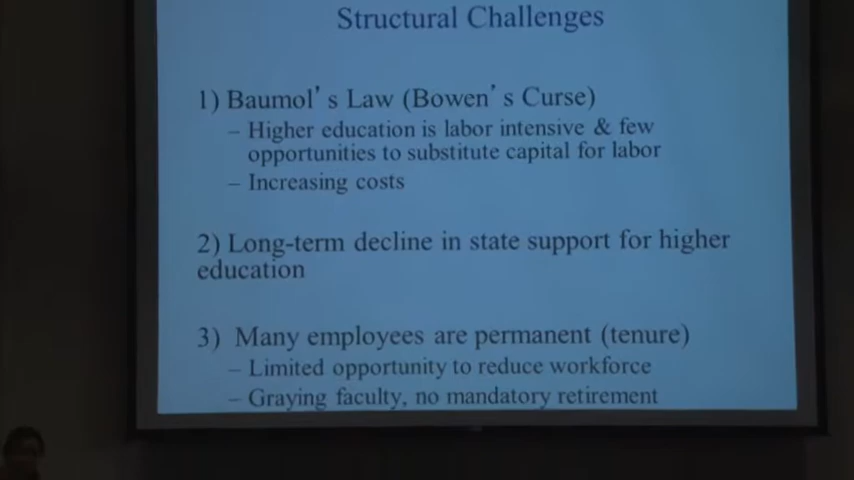 Structural Challenges
1) Baumol’s Law (Bowen’s Curse)
– Higher education is labor intensive & few
opportunities to substitute capital for labor
– Increasing costs
2) Long-term decline in state support for higher
education
3) Many employees are permanent (tenure)
– Limited opportunity to reduce workforce
– Graying faculty, no mandatory retirement